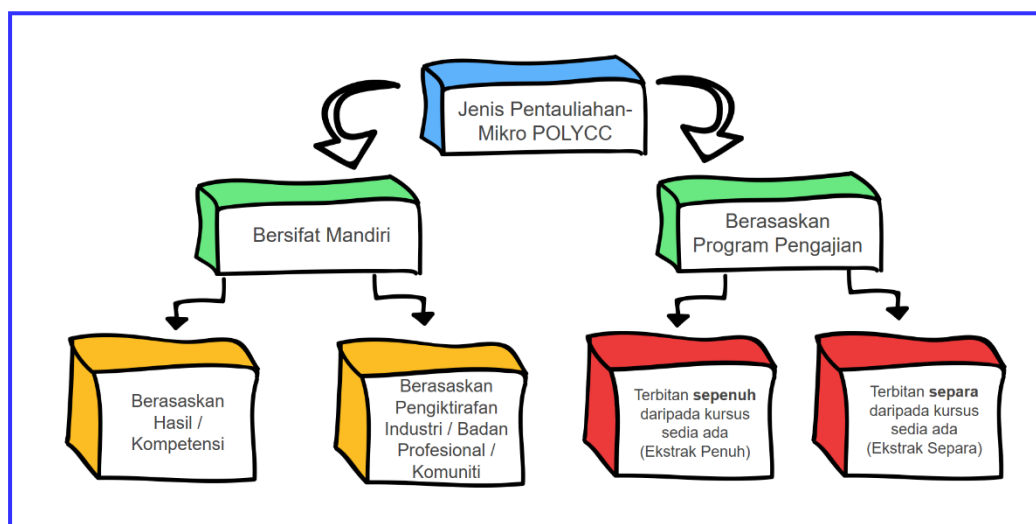 Jenis Pentauliahan-
Mikro POLYCC
Bersifat Mandiri
Berasaskan
Program Pengajian
Berasaskan
Hasil /
Kompetensi
Berasaskan
Pengiktirafan
Industri / Badan
Profesional /
Komuniti
Terbitan sepenuh
daripada kursus
sedia ada
(Ekstrak Penuh)
Terbitan separa
daripada kursus
sedia ada
(Ekstrak Separa)